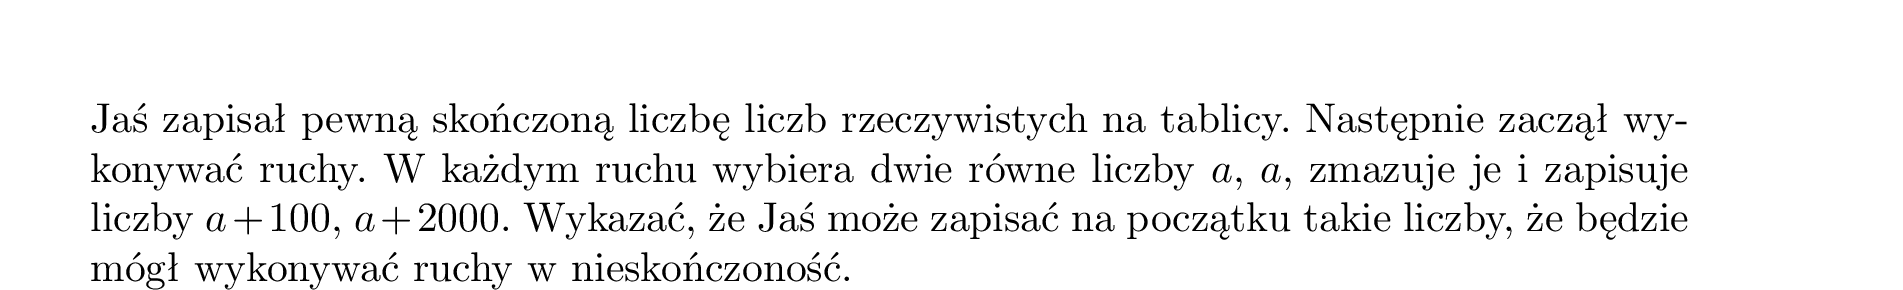 Jaś zapisał pewną skończoną liczbę liczb rzeczywistych na tablicy. Następnie zaczął wy-
konywać ruchy. W każdym ruchu wybiera dwie równe liczby a, a, zmazuje je i zapisuje
liczby a + 100, a + 2000. Wykazać, że Jaś może zapisać na początku takie liczby, że będzie
mógł wykonywać ruchy w nieskończoność.